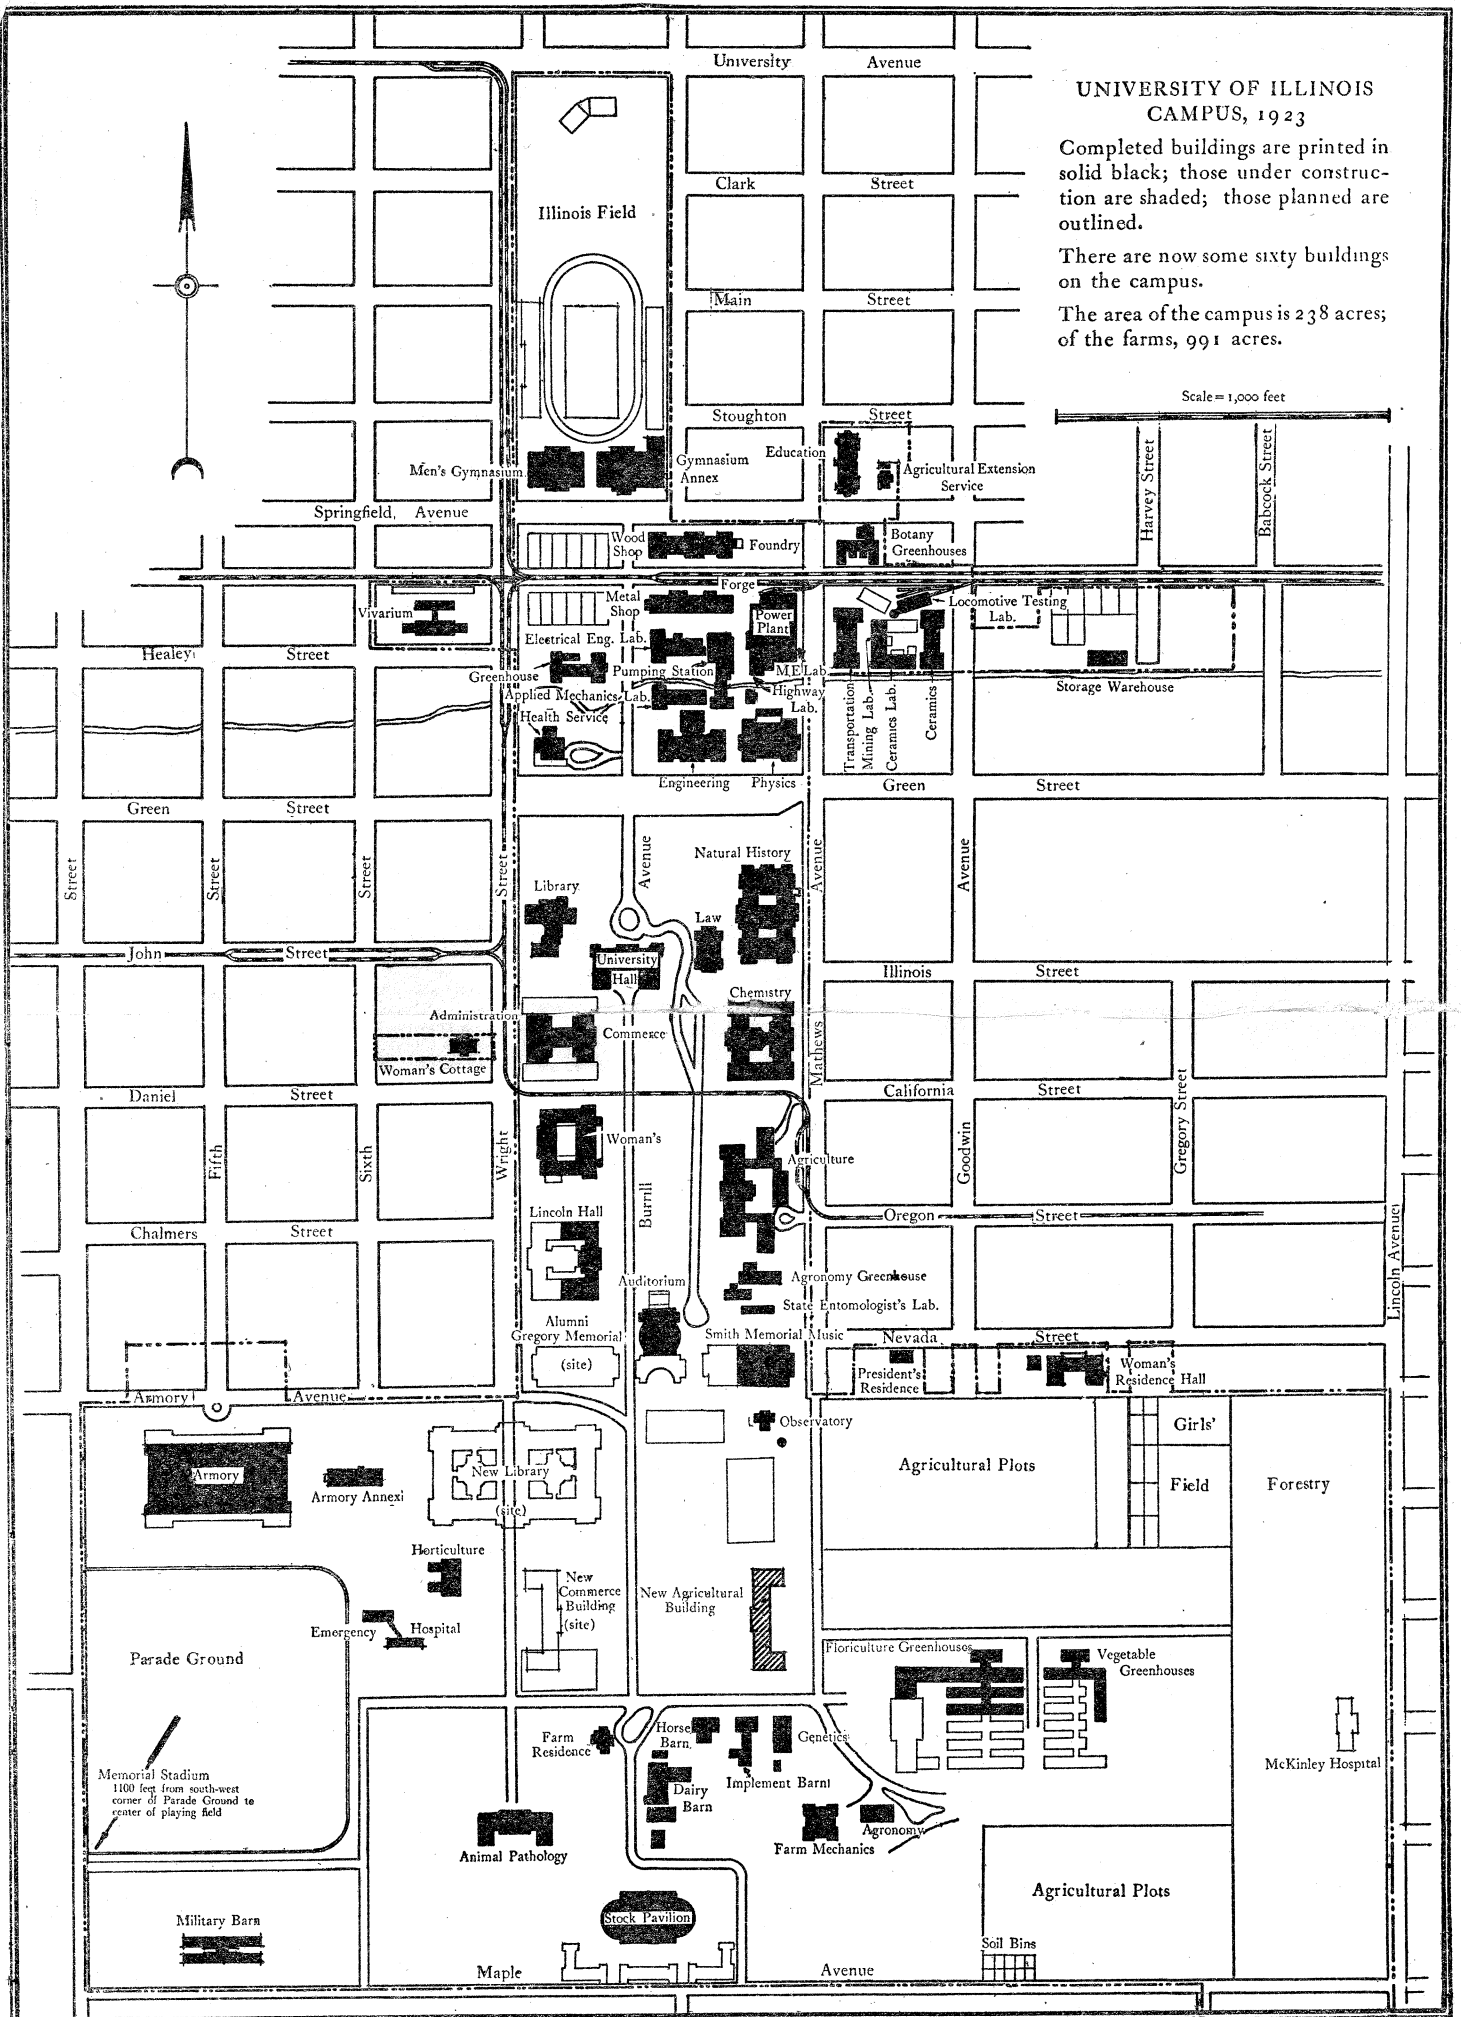 University Avenue
UNIVERSITY OF ILLINOIS
CAMPUS, 1923
Completed buildings are printed in
solid black; those under construc-
tion are shaded; those planned are
outlined.
There are now some sixty buildings
on the campus.
The area of the campus is 238 acres;
of the farms, 991 acres.
Scale = 1,000 feet
Clark Street
Illinois Field
Main Street
Stoughton Street
Harvey Street
Babcock Street
Men's Gymnasium
Gymnasium
Annex
Education
Agricultural Extension
Service
Springfield, Avenue
Wood
Shop
Foundry
Botany
Greenhouses
Forge
Vivarium
Metal
Shop
Power
Plant
Locomotive Testing
Lab.
Healey Street
Electrical Eng. Lab.
Greenhouse
Pumping Station
M.E Lab.
Storage Warehouse
Applied Mechanics Lab.
Highway
Lab.
Health Service
Transportation
Mining Lab.
Ceramics Lab.
Ceramics
Engineering
Physics
Green Street
Green Street
Street
Street
Street
Street
Avenue
Avenue
Avenue
Natural History
Library
Law
John Street
University
Hall
Illinois Street
Chemistry
Administration
Commerce
Mathews
Woman's Cottage
Daniel Street
California Street
Gregory Street
Fifth
Sixth
Wright
Woman's
Burrill
Agriculture
Goodwin
Lincoln Hall
Oregon Street
Chalmers Street
Lincoln Avenue
Auditorium
Agronomy Greenhouse
State Entomologist's Lab.
Alumni
Gregory Memorial
(site)
Smith Memorial Music
Nevada Street
President's
Residence
Woman's
Residence Hall
Armory Avenue
Observatory
Girls'
Field
Armory
Armory Annex
New Library
(site)
Agricultural Plots
Forestry
Horticulture
New
Commerce
Building
(site)
New Agricultural
Building
Emergency Hospital
Parade Ground
Floriculture Greenhouses
Vegetable
Greenhouses
Farm
Residence
Horse
Barn
Genetics
McKinley Hospital
Memorial Stadium
1100 feet from south-west
corner of Parade Ground to
center of playing field
Implement Barn
Dairy
Barn
Agronomy
Farm Mechanics
Animal Pathology
Agricultural Plots
Military Barn
Stock Pavilion
Soil Bins
Maple Avenue